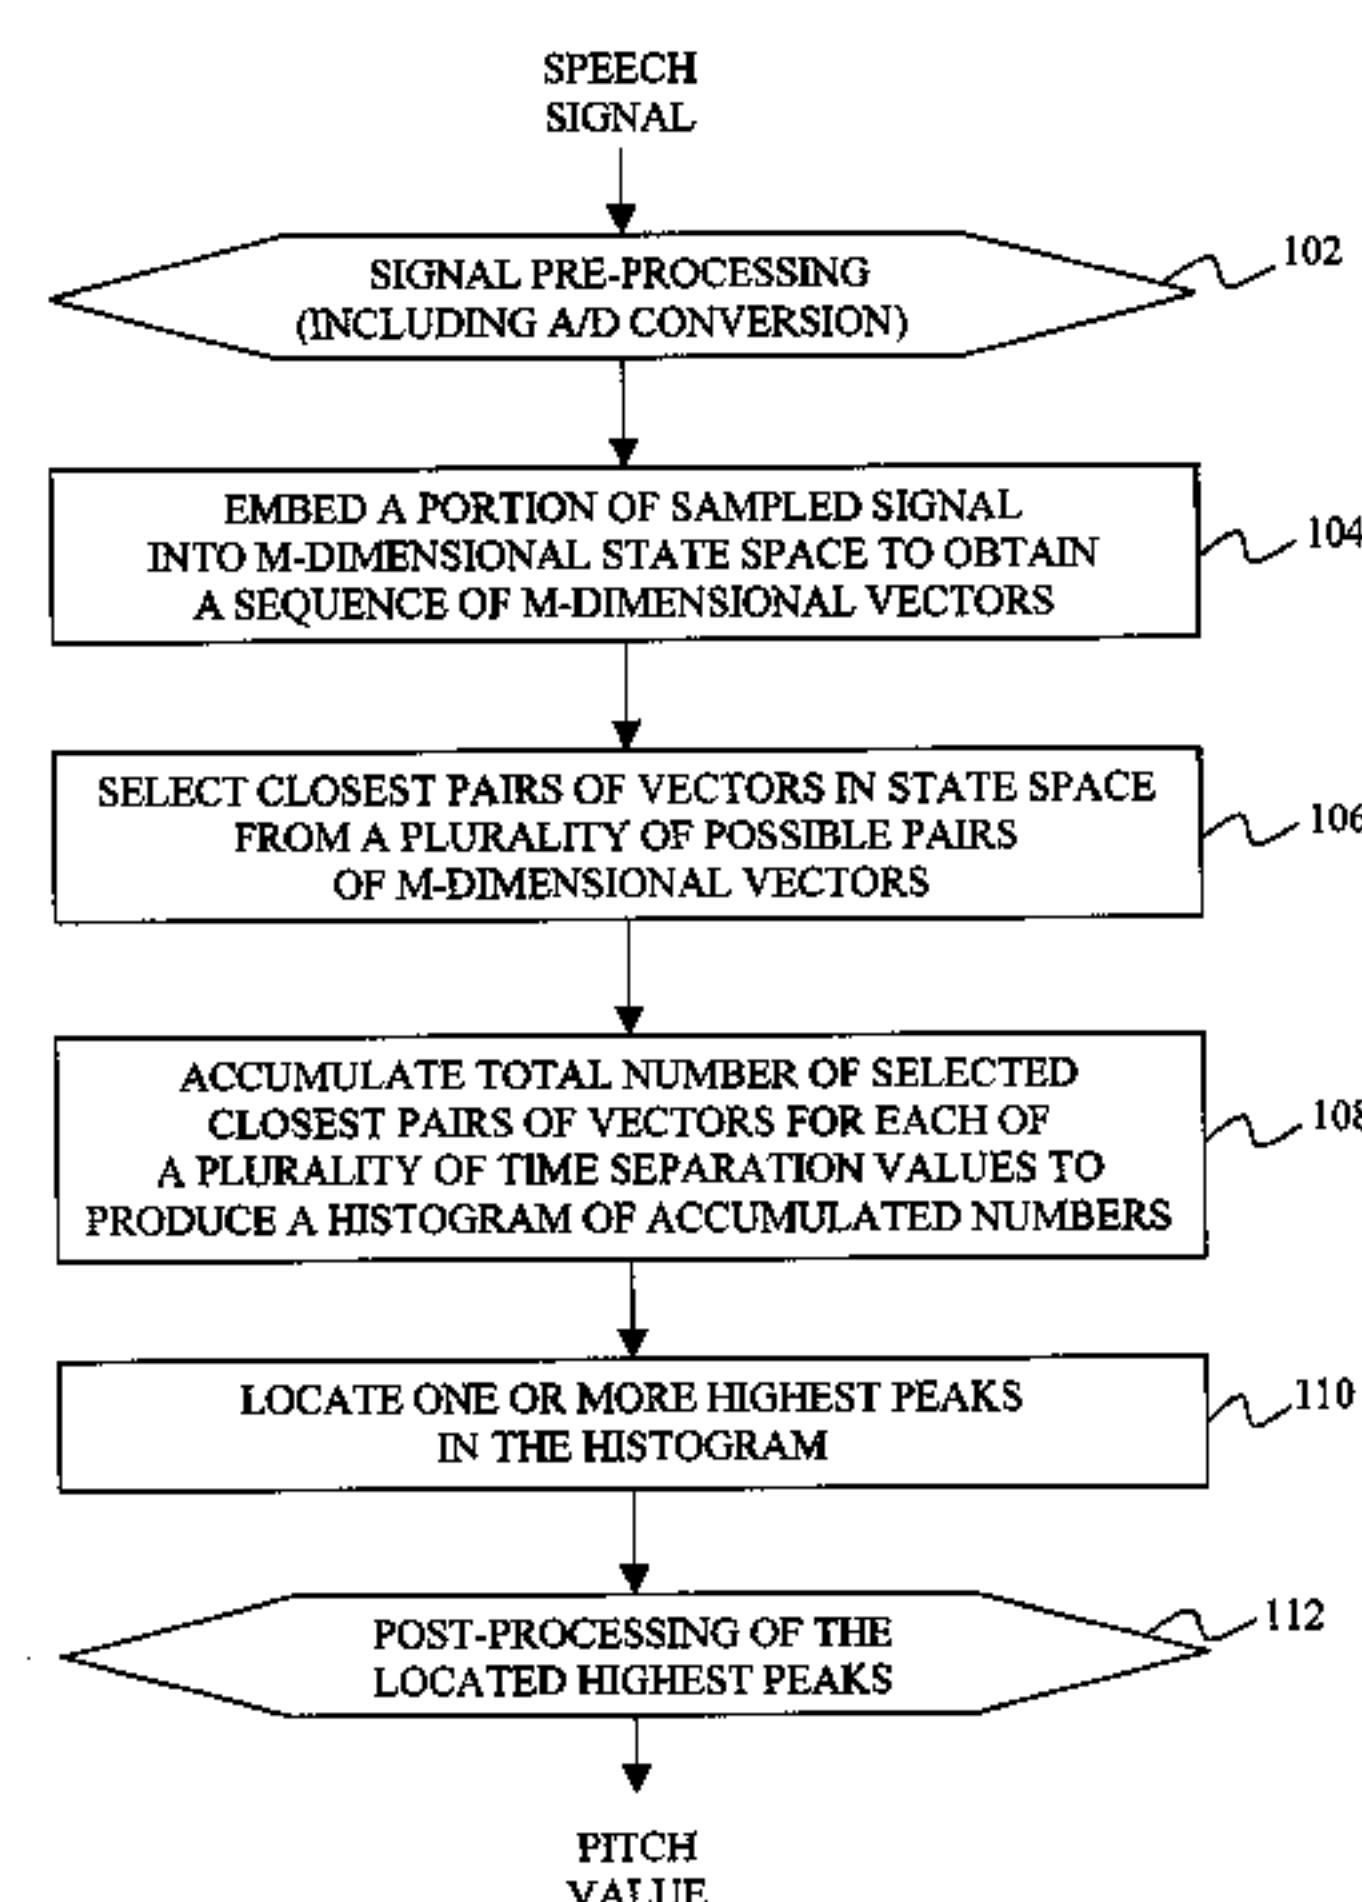 SPEECH
SIGNAL
SIGNAL PRE-PROCESSING
(INCLUDING A/D CONVERSION)
102
EMBED A PORTION OF SAMPLED SIGNAL
INTO M-DIMENSIONAL STATE SPACE TO OBTAIN
A SEQUENCE OF M-DIMENSIONAL VECTORS
104
SELECT CLOSEST PAIRS OF VECTORS IN STATE SPACE
FROM A PLURALITY OF POSSIBLE PAIRS
OF M-DIMENSIONAL VECTORS
106
ACCUMULATE TOTAL NUMBER OF SELECTED
CLOSEST PAIRS OF VECTORS FOR EACH OF
A PLURALITY OF TIME SEPARATION VALUES TO
PRODUCE A HISTOGRAM OF ACCUMULATED NUMBERS
108
LOCATE ONE OR MORE HIGHEST PEAKS
IN THE HISTOGRAM
110
POST-PROCESSING OF THE
LOCATED HIGHEST PEAKS
112
PITCH
VALUE